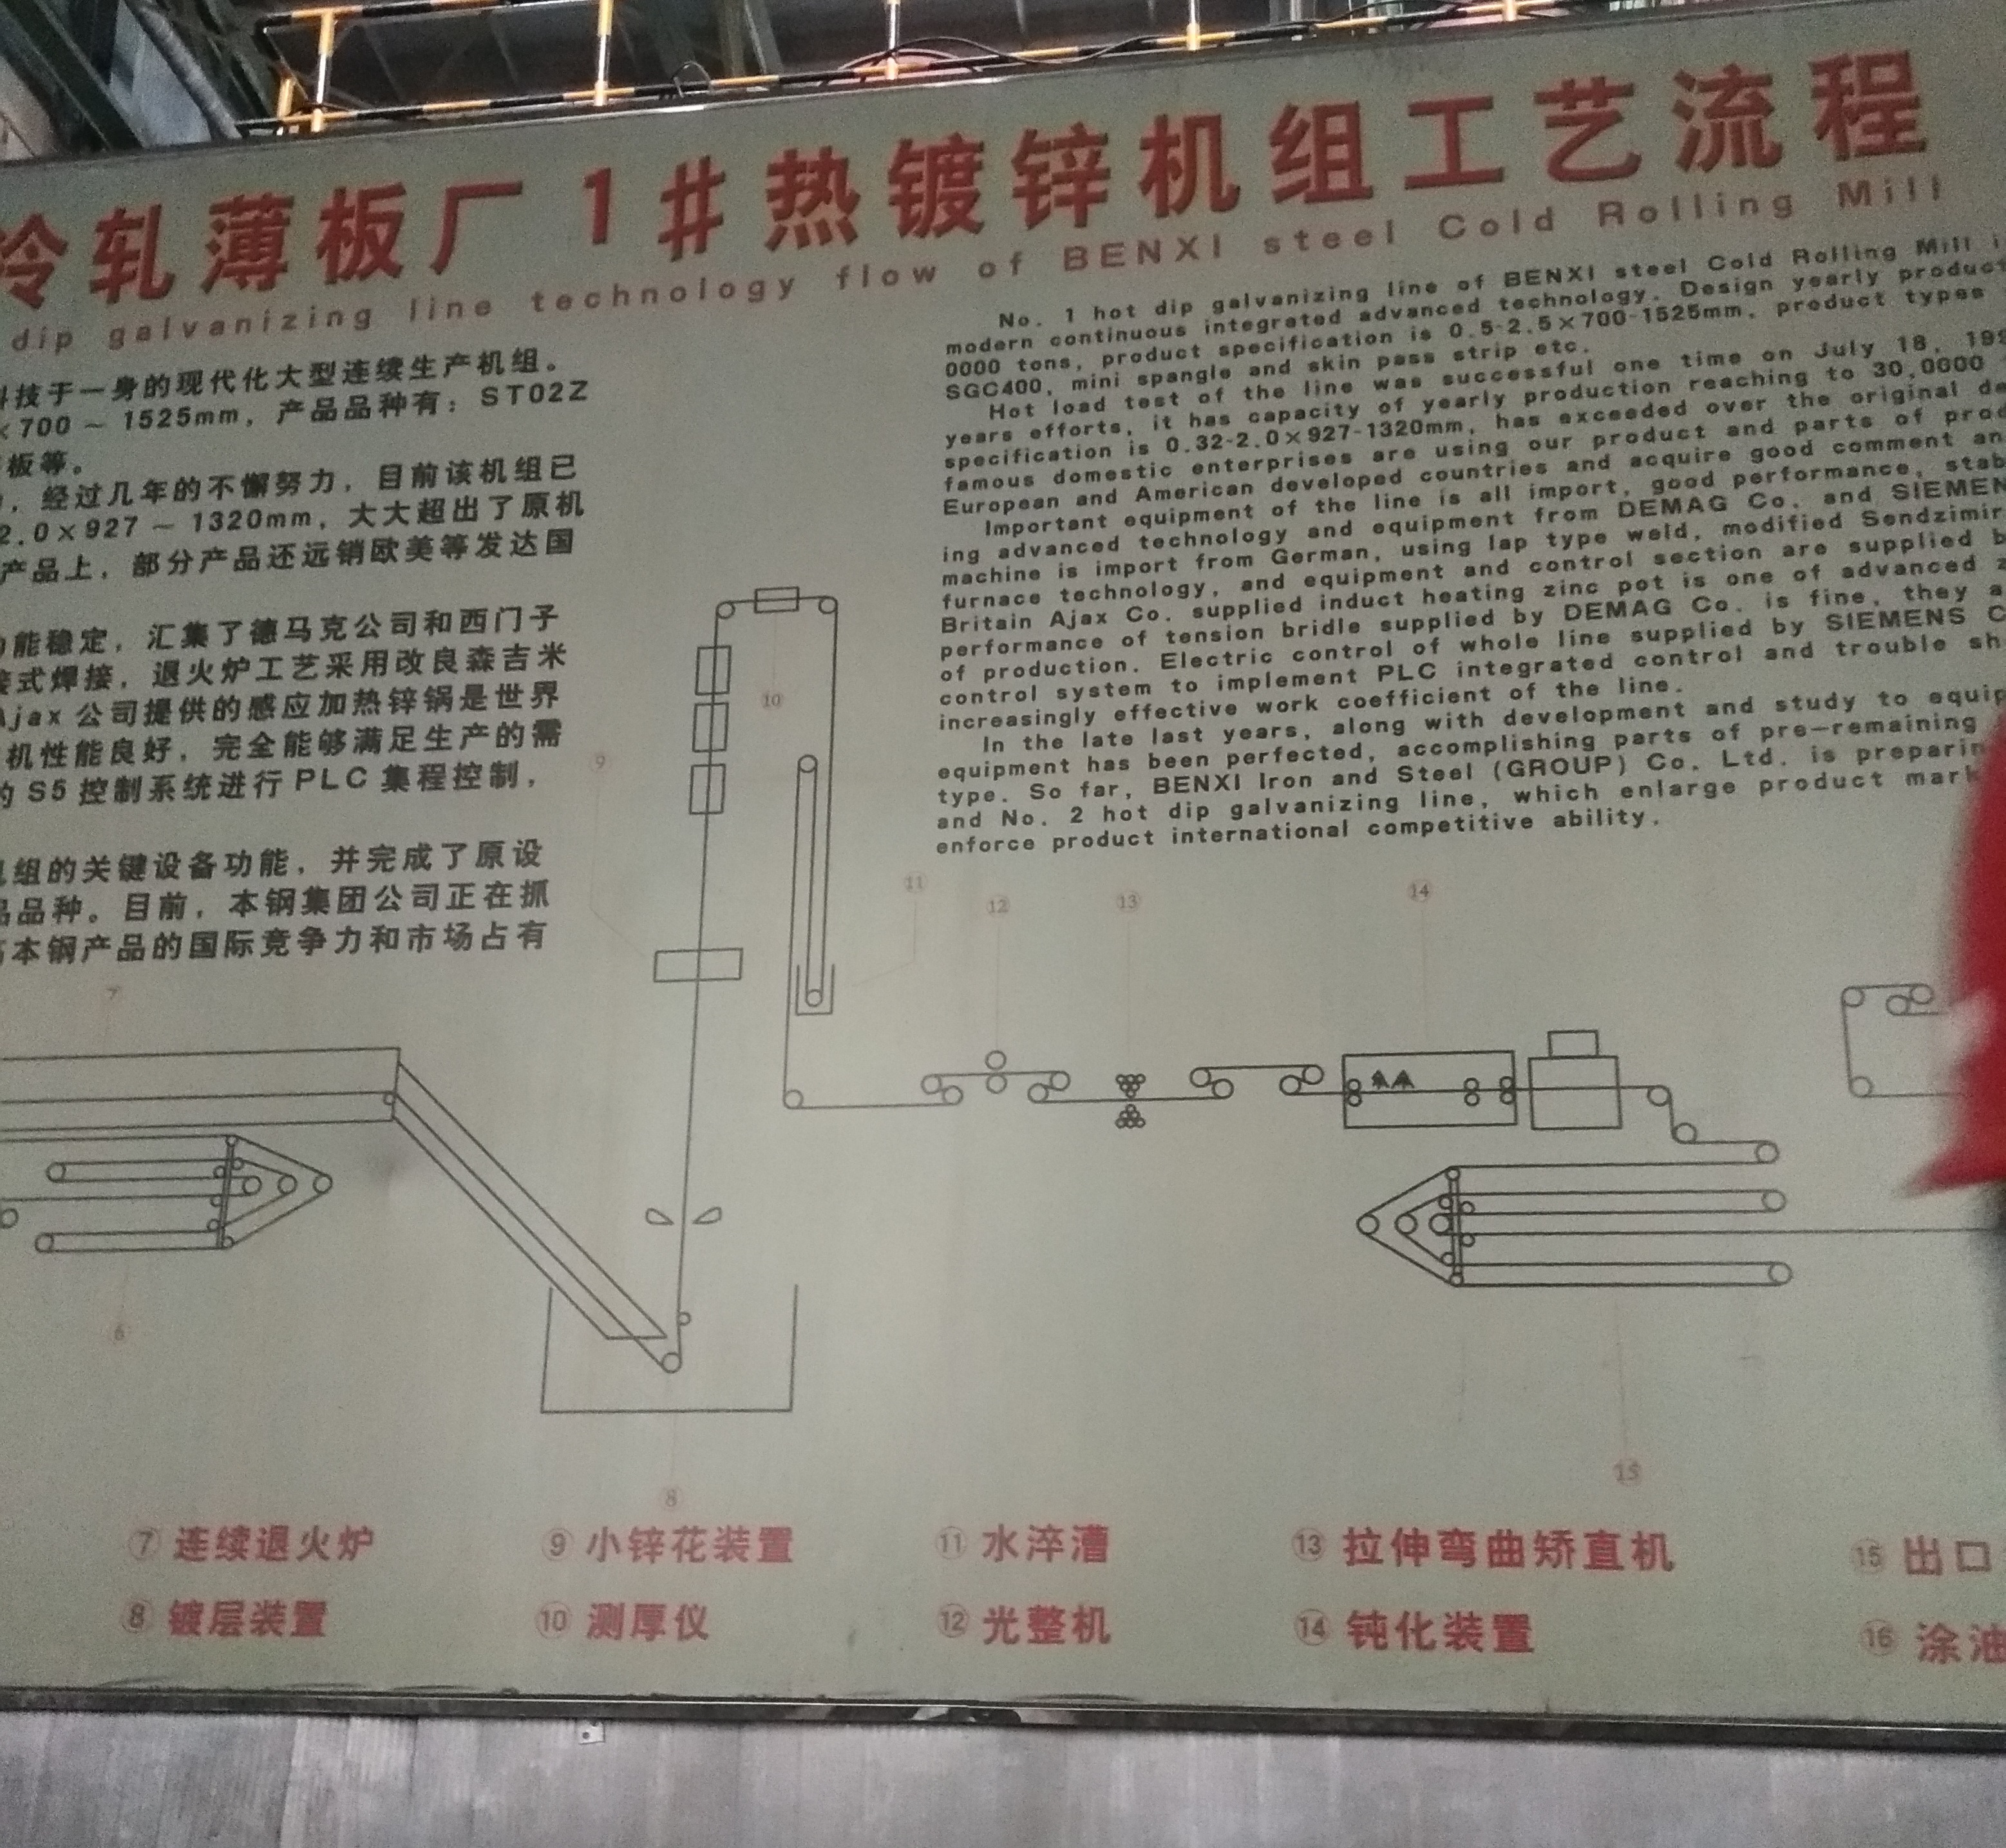 冷轧薄板厂1#热镀锌机组工艺流程
dip galvanizing line technology flow of BENXI steel Cold Rolling Mill
科技于一身的现代化大型连续生产机组。
×700~1525mm,产品品种有:ST02Z
板等。
,经过几年的不懈努力,目前该机组已
2.0×927~1320mm,大大超出了原机
产品上,部分产品还远销欧美等发达国
能稳定,汇集了德马克公司和西门子
接式焊接,退火炉工艺采用改良森吉米
Ajax公司提供的感应加热锌锅是世界
机性能良好,完全能够满足生产的需
的S5控制系统进行PLC集程控制,
机组的关键设备功能,并完成了原设
品品种。目前,本钢集团公司正在抓
高本钢产品的国际竞争力和市场占有
No. 1 hot dip galvanizing line of BENXI steel Cold Rolling Mill
modern continuous integrated advanced technology. Design yearly
0000 tons, product specification is 0.5-2.5×700-1525mm, product types
SGC400, mini spangle and skin pass strip etc.
Hot load test of the line was successful one time on July 18,
years efforts, it has capacity of yearly production reaching to 30,0000
specification is 0.32-2.0×927-1320mm, has exceeded over the original
famous domestic enterprises are using our product and parts of
European and American developed countries and acquire good comment
Important equipment of the line is all import, good performance,
ing advanced technology and equipment from DEMAG Co. and
machine is import from German, using lap type weld, modified Sendzimir
furnace technology, and equipment and control section are supplied
Britain Ajax Co. supplied induct heating zinc pot is one of advanced
performance of tension bridle supplied by DEMAG Co. is fine, they
of production. Electric control of whole line supplied by SIEMENS
control system to implement PLC integrated control and trouble
increasingly effective work coefficient of the line.
In the late last years, along with development and study to
equipment has been perfected, accomplishing parts of pre-remaining
type. So far, BENXI Iron and Steel (GROUP) Co. Ltd. is
and No. 2 hot dip galvanizing line, which enlarge product
enforce product international competitive ability.
10
9
11
12
13
14
7
6
15
8
⑦ 连续退火炉
⑨ 小锌花装置
⑪ 水淬漕
⑬ 拉伸弯曲矫直机
⑮ 出口
⑧ 镀层装置
⑩ 测厚仪
⑫ 光整机
⑭ 钝化装置
⑯ 涂油